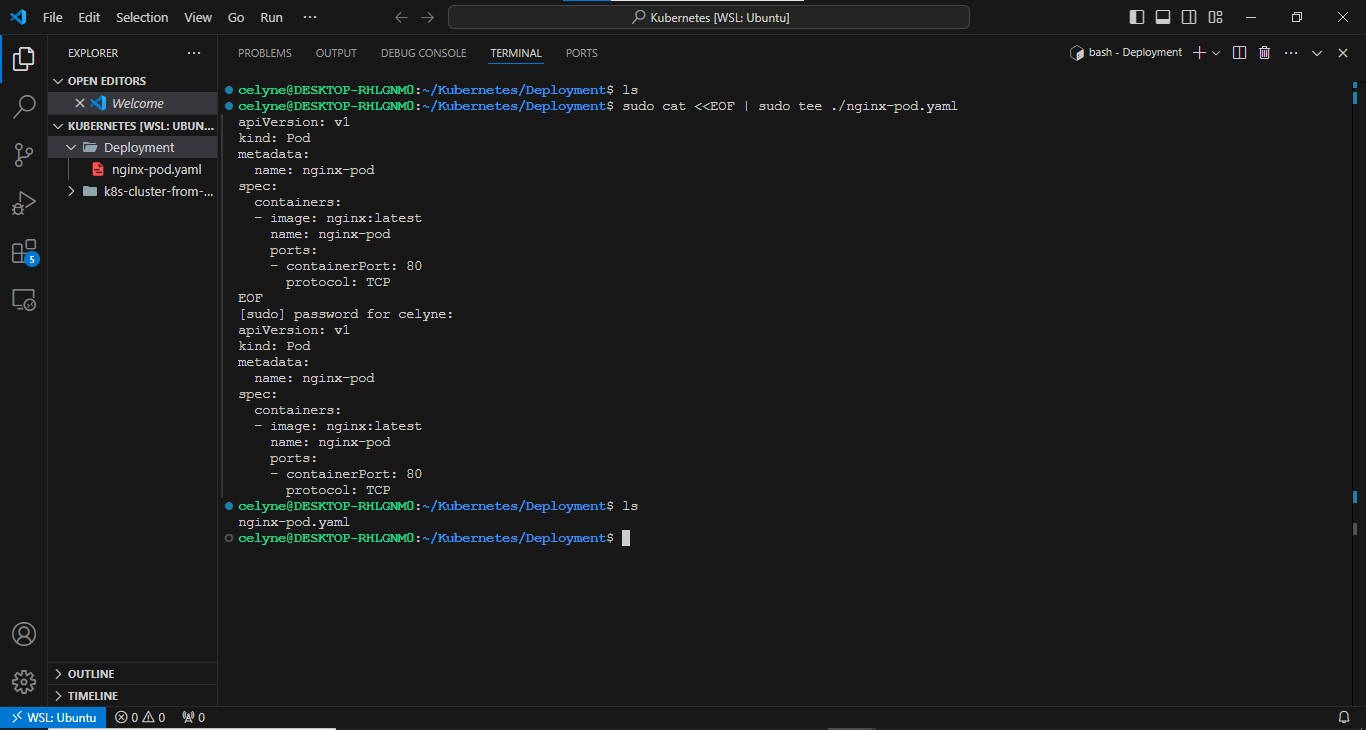 File Edit Selection View Go Run ···
Kubernetes [WSL: Ubuntu]
EXPLORER ···
OPEN EDITORS
Welcome
KUBERNETES [WSL: UBUN...
Deployment
nginx-pod.yaml
k8s-cluster-from-...
5
OUTLINE
TIMELINE
PROBLEMS OUTPUT DEBUG CONSOLE TERMINAL PORTS
bash - Deployment
celyne@DESKTOP-RHLGNM0:~/Kubernetes/Deployment$ ls
celyne@DESKTOP-RHLGNM0:~/Kubernetes/Deployment$ sudo cat <<EOF | sudo tee ./nginx-pod.yaml
apiVersion: v1
kind: Pod
metadata:
  name: nginx-pod
spec:
  containers:
  - image: nginx:latest
    name: nginx-pod
    ports:
    - containerPort: 80
      protocol: TCP
EOF
[sudo] password for celyne:
apiVersion: v1
kind: Pod
metadata:
  name: nginx-pod
spec:
  containers:
  - image: nginx:latest
    name: nginx-pod
    ports:
    - containerPort: 80
      protocol: TCP
celyne@DESKTOP-RHLGNM0:~/Kubernetes/Deployment$ ls
nginx-pod.yaml
celyne@DESKTOP-RHLGNM0:~/Kubernetes/Deployment$
WSL: Ubuntu 0 0 0